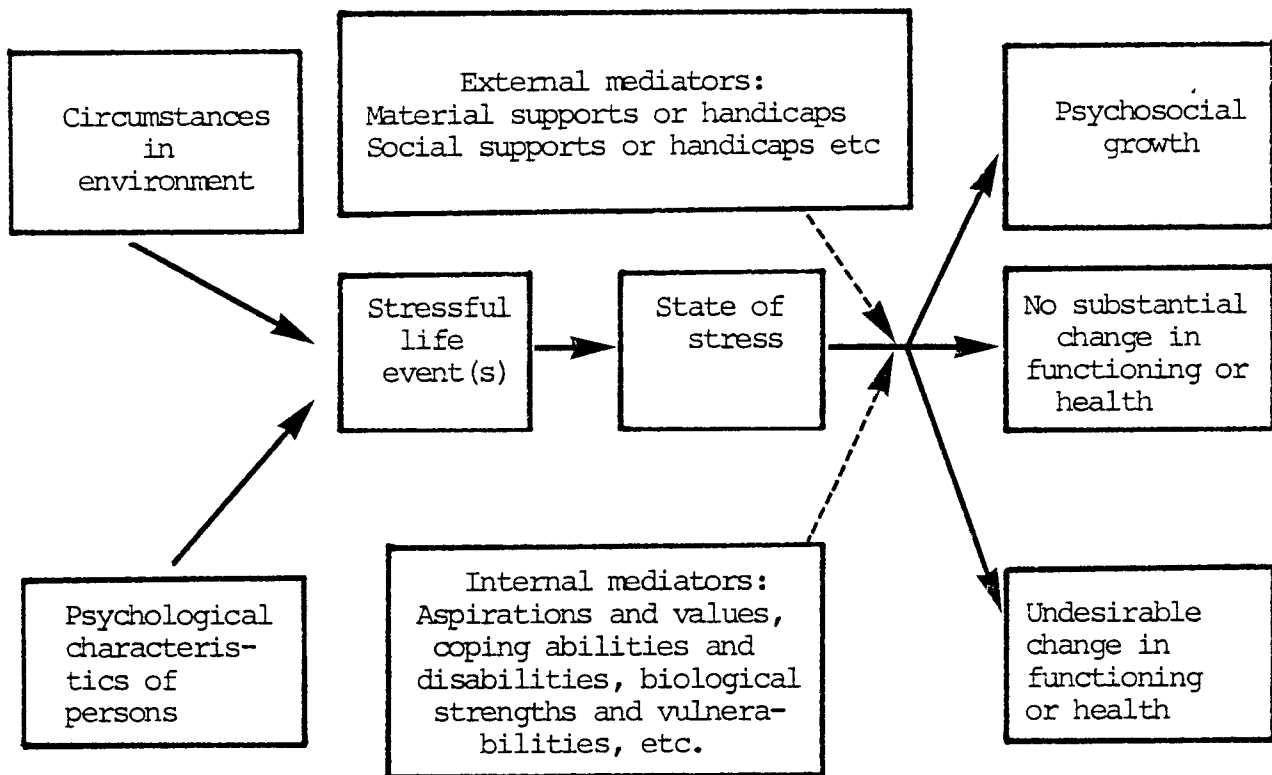 Circumstances
in
environment
External mediators:
Material supports or handicaps
Social supports or handicaps etc
Psychosocial
growth
Stressful
life
event(s)
State of
stress
No substantial
change in
functioning or
health
Psychological
characteris-
tics of
persons
Internal mediators:
Aspirations and values,
coping abilities and
disabilities, biological
strengths and vulnera-
bilities, etc.
Undesirable
change in
functioning
or health